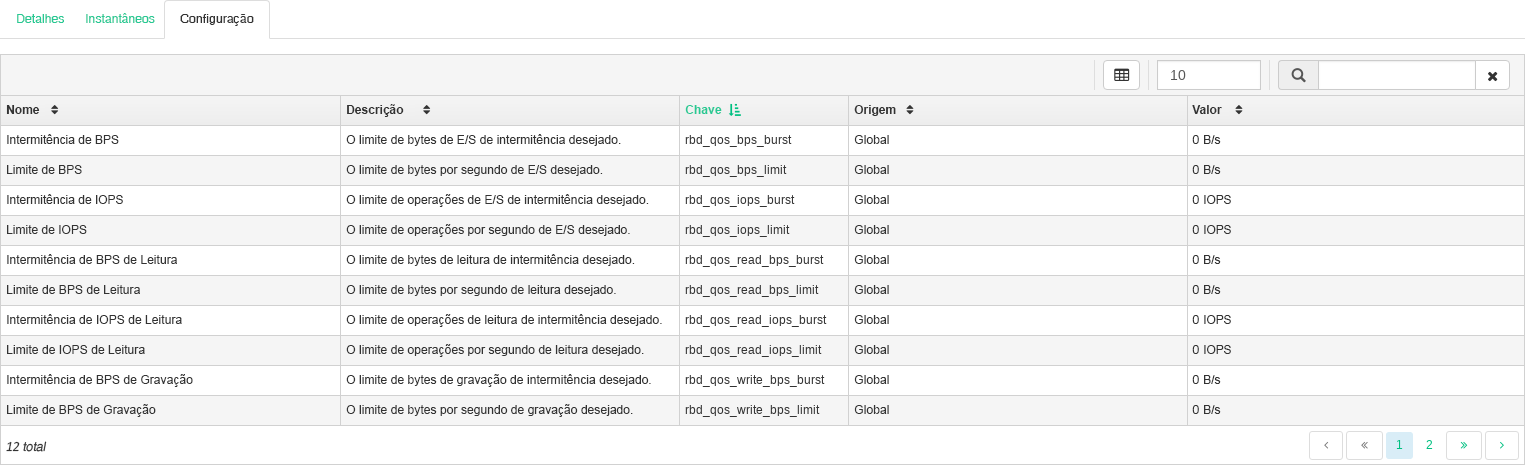 Detalhes Instantâneos Configuração
10
Nome Descrição Chave Origem Valor
Intermitência de BPS O limite de bytes de E/S de intermitência desejado. rbd_qos_bps_burst Global 0 B/s
Limite de BPS O limite de bytes por segundo de E/S desejado. rbd_qos_bps_limit Global 0 B/s
Intermitência de IOPS O limite de operações de E/S de intermitência desejado. rbd_qos_iops_burst Global 0 IOPS
Limite de IOPS O limite de operações por segundo de E/S desejado. rbd_qos_iops_limit Global 0 IOPS
Intermitência de BPS de Leitura O limite de bytes de leitura de intermitência desejado. rbd_qos_read_bps_burst Global 0 B/s
Limite de BPS de Leitura O limite de bytes por segundo de leitura desejado. rbd_qos_read_bps_limit Global 0 B/s
Intermitência de IOPS de Leitura O limite de operações de leitura de intermitência desejado. rbd_qos_read_iops_burst Global 0 IOPS
Limite de IOPS de Leitura O limite de operações por segundo de leitura desejado. rbd_qos_read_iops_limit Global 0 IOPS
Intermitência de BPS de Gravação O limite de bytes de gravação de intermitência desejado. rbd_qos_write_bps_burst Global 0 B/s
Limite de BPS de Gravação O limite de bytes por segundo de gravação desejado. rbd_qos_write_bps_limit Global 0 B/s
12 total ‹ « 1 2 » ›